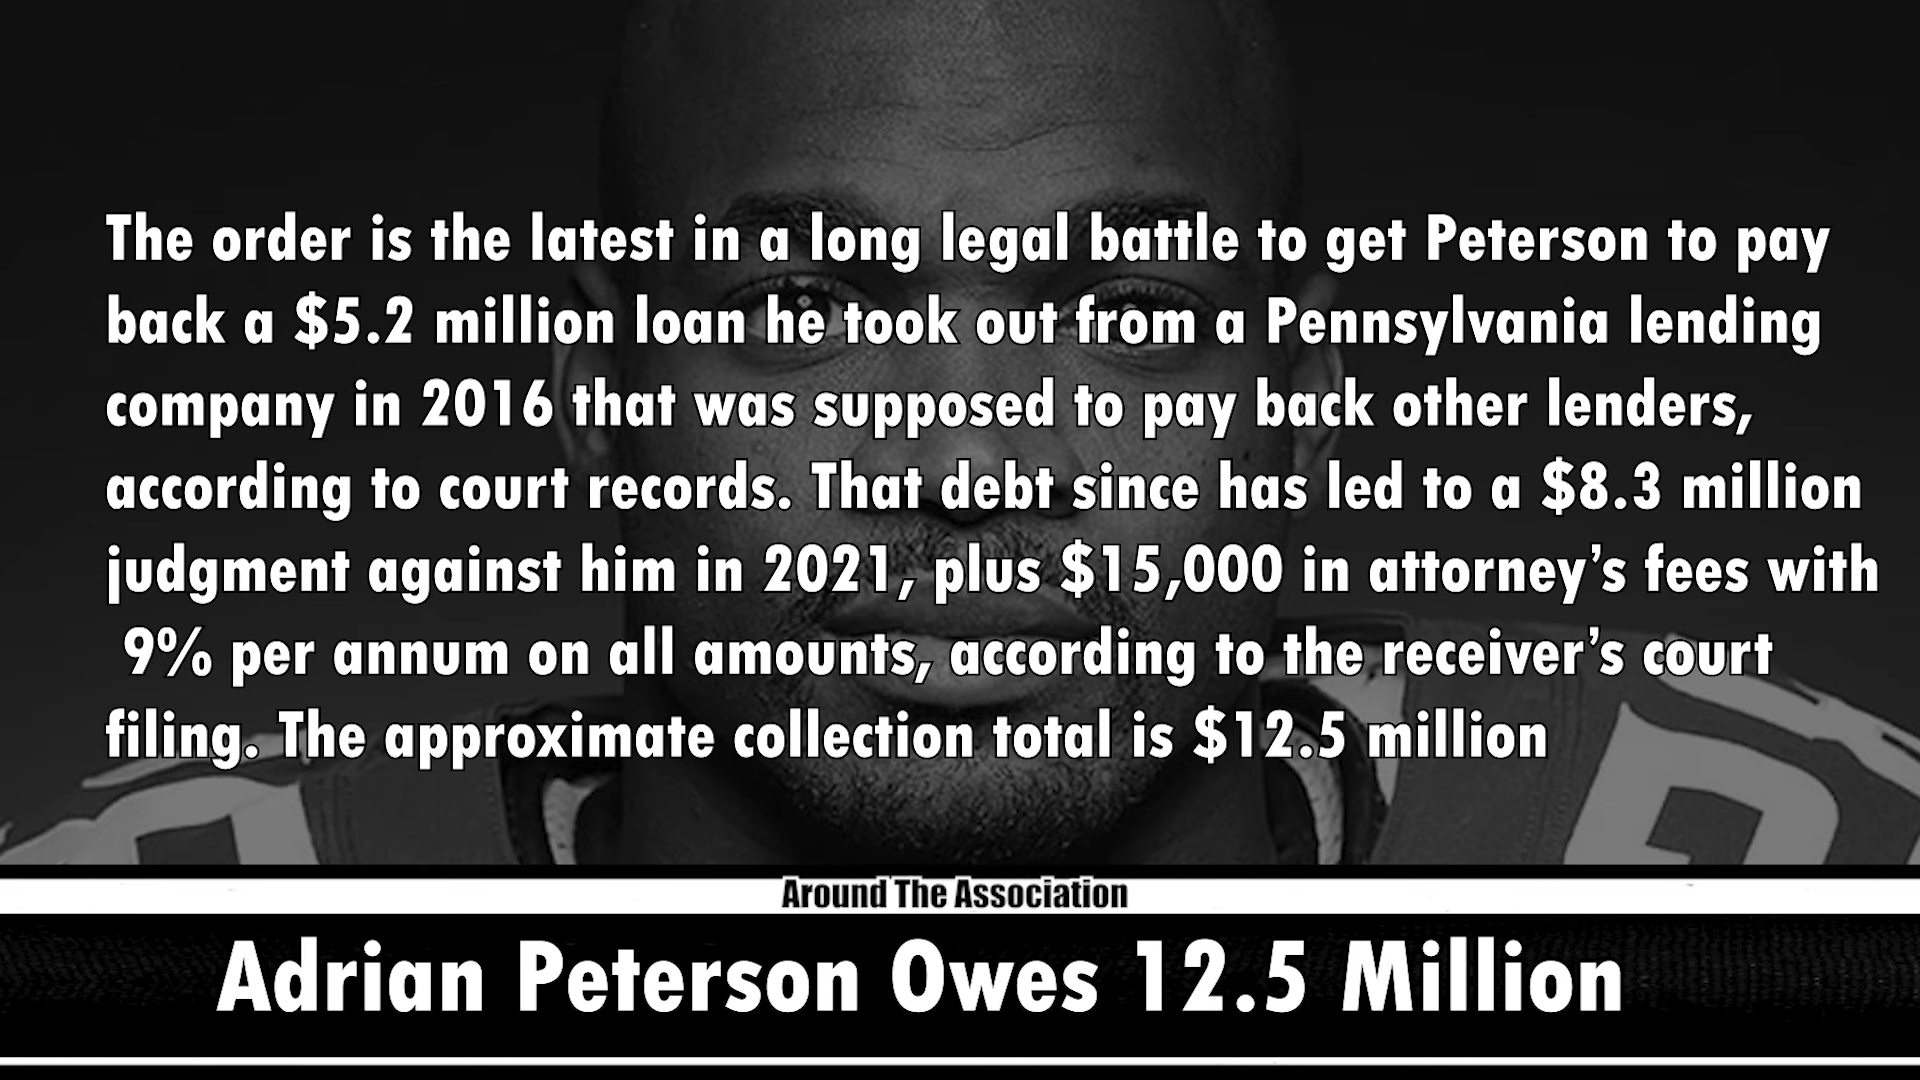 The order is the latest in a long legal battle to get Peterson to pay
back a $5.2 million loan he took out from a Pennsylvania lending
company in 2016 that was supposed to pay back other lenders,
according to court records. That debt since has led to a $8.3 million
judgment against him in 2021, plus $15,000 in attorney’s fees with
9% per annum on all amounts, according to the receiver’s court
filing. The approximate collection total is $12.5 million
Around The Association
Adrian Peterson Owes 12.5 Million